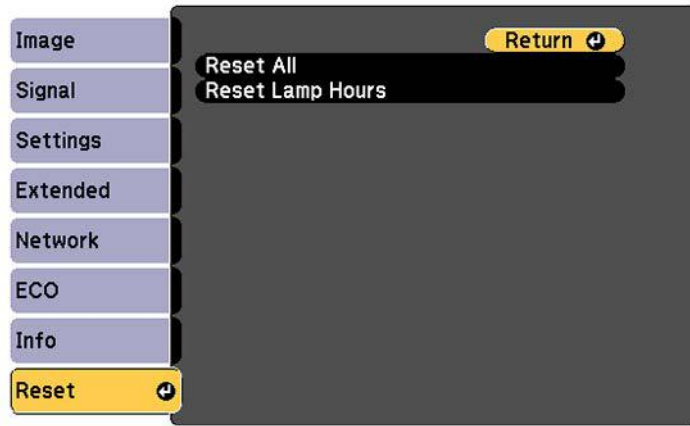 Image
Signal
Settings
Extended
Network
ECO
Info
Reset
Return
Reset All
Reset Lamp Hours